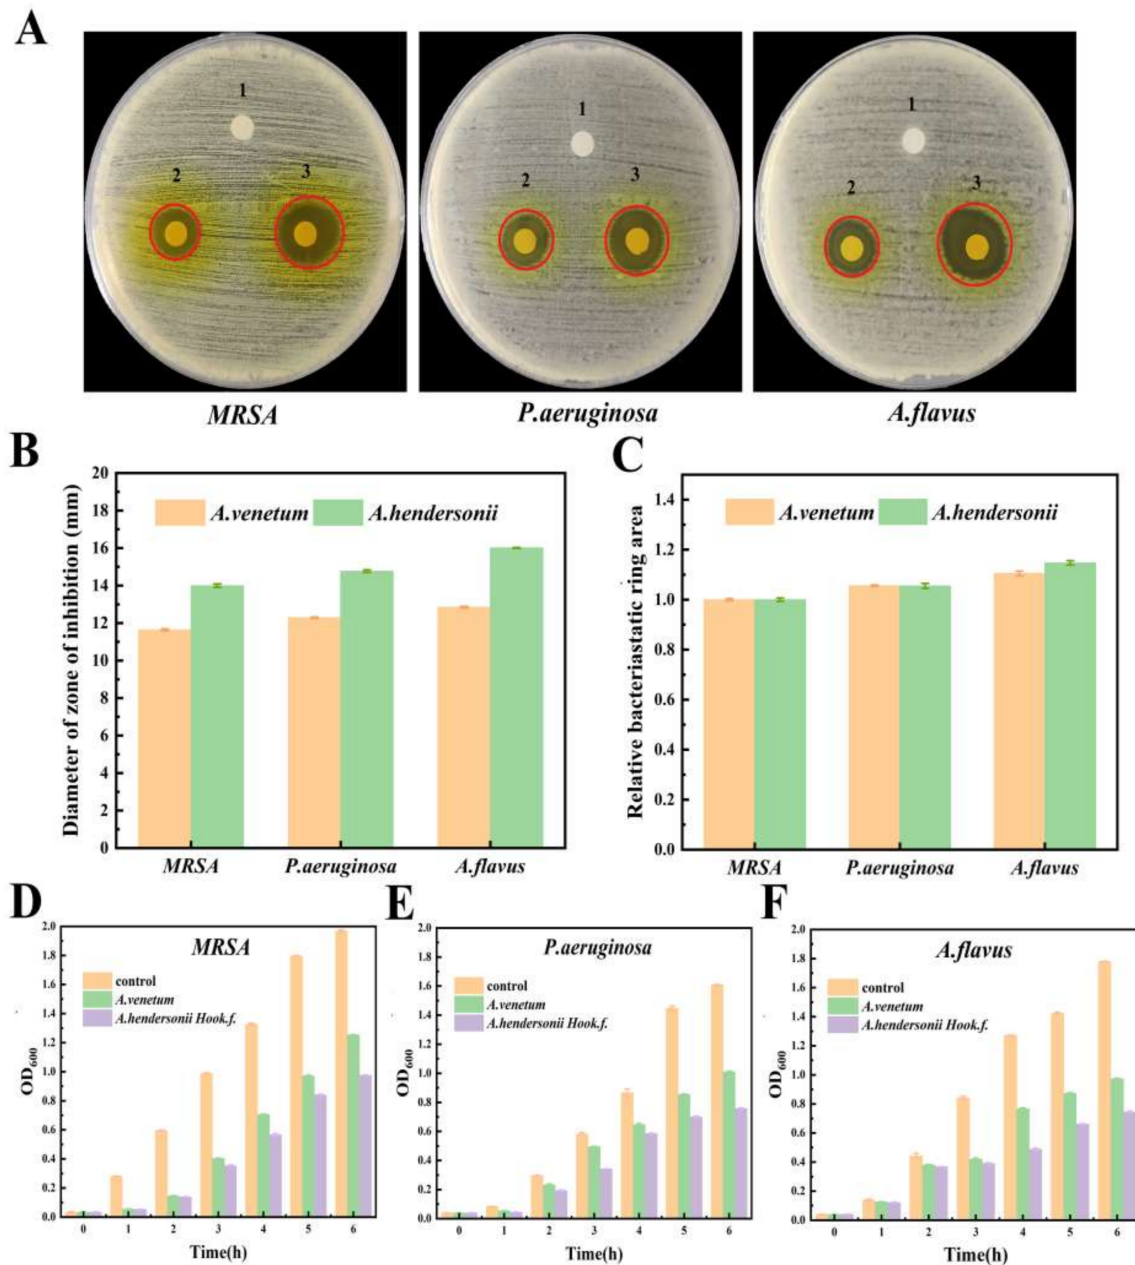 A
1
2
3
1
2
3
1
2
3
MRSA
P.aeruginosa
A.flavus
B
Diameter of zone of inhibition (mm)
20
18
16
14
12
10
8
6
4
2
0
A.venetum
A.hendersonii
MRSA
P.aeruginosa
A.flavus
C
Relative bacteriastatic ring area
1.4
1.2
1.0
0.8
0.6
0.4
0.2
0.0
A.venetum
A.hendersonii
MRSA
P.aeruginosa
A.flavus
D
OD600
2.0
1.8
1.6
1.4
1.2
1.0
0.8
0.6
0.4
0.2
0.0
MRSA
control
A.venetum
A.hendersonii Hook.f.
0 1 2 3 4 5 6
Time(h)
E
OD600
2.0
1.8
1.6
1.4
1.2
1.0
0.8
0.6
0.4
0.2
0.0
P.aeruginosa
control
A.venetum
A.hendersonii Hook.f.
0 1 2 3 4 5 6
Time(h)
F
OD600
2.0
1.8
1.6
1.4
1.2
1.0
0.8
0.6
0.4
0.2
0.0
A.flavus
control
A.venetum
A.hendersonii Hook.f.
0 1 2 3 4 5 6
Time(h)